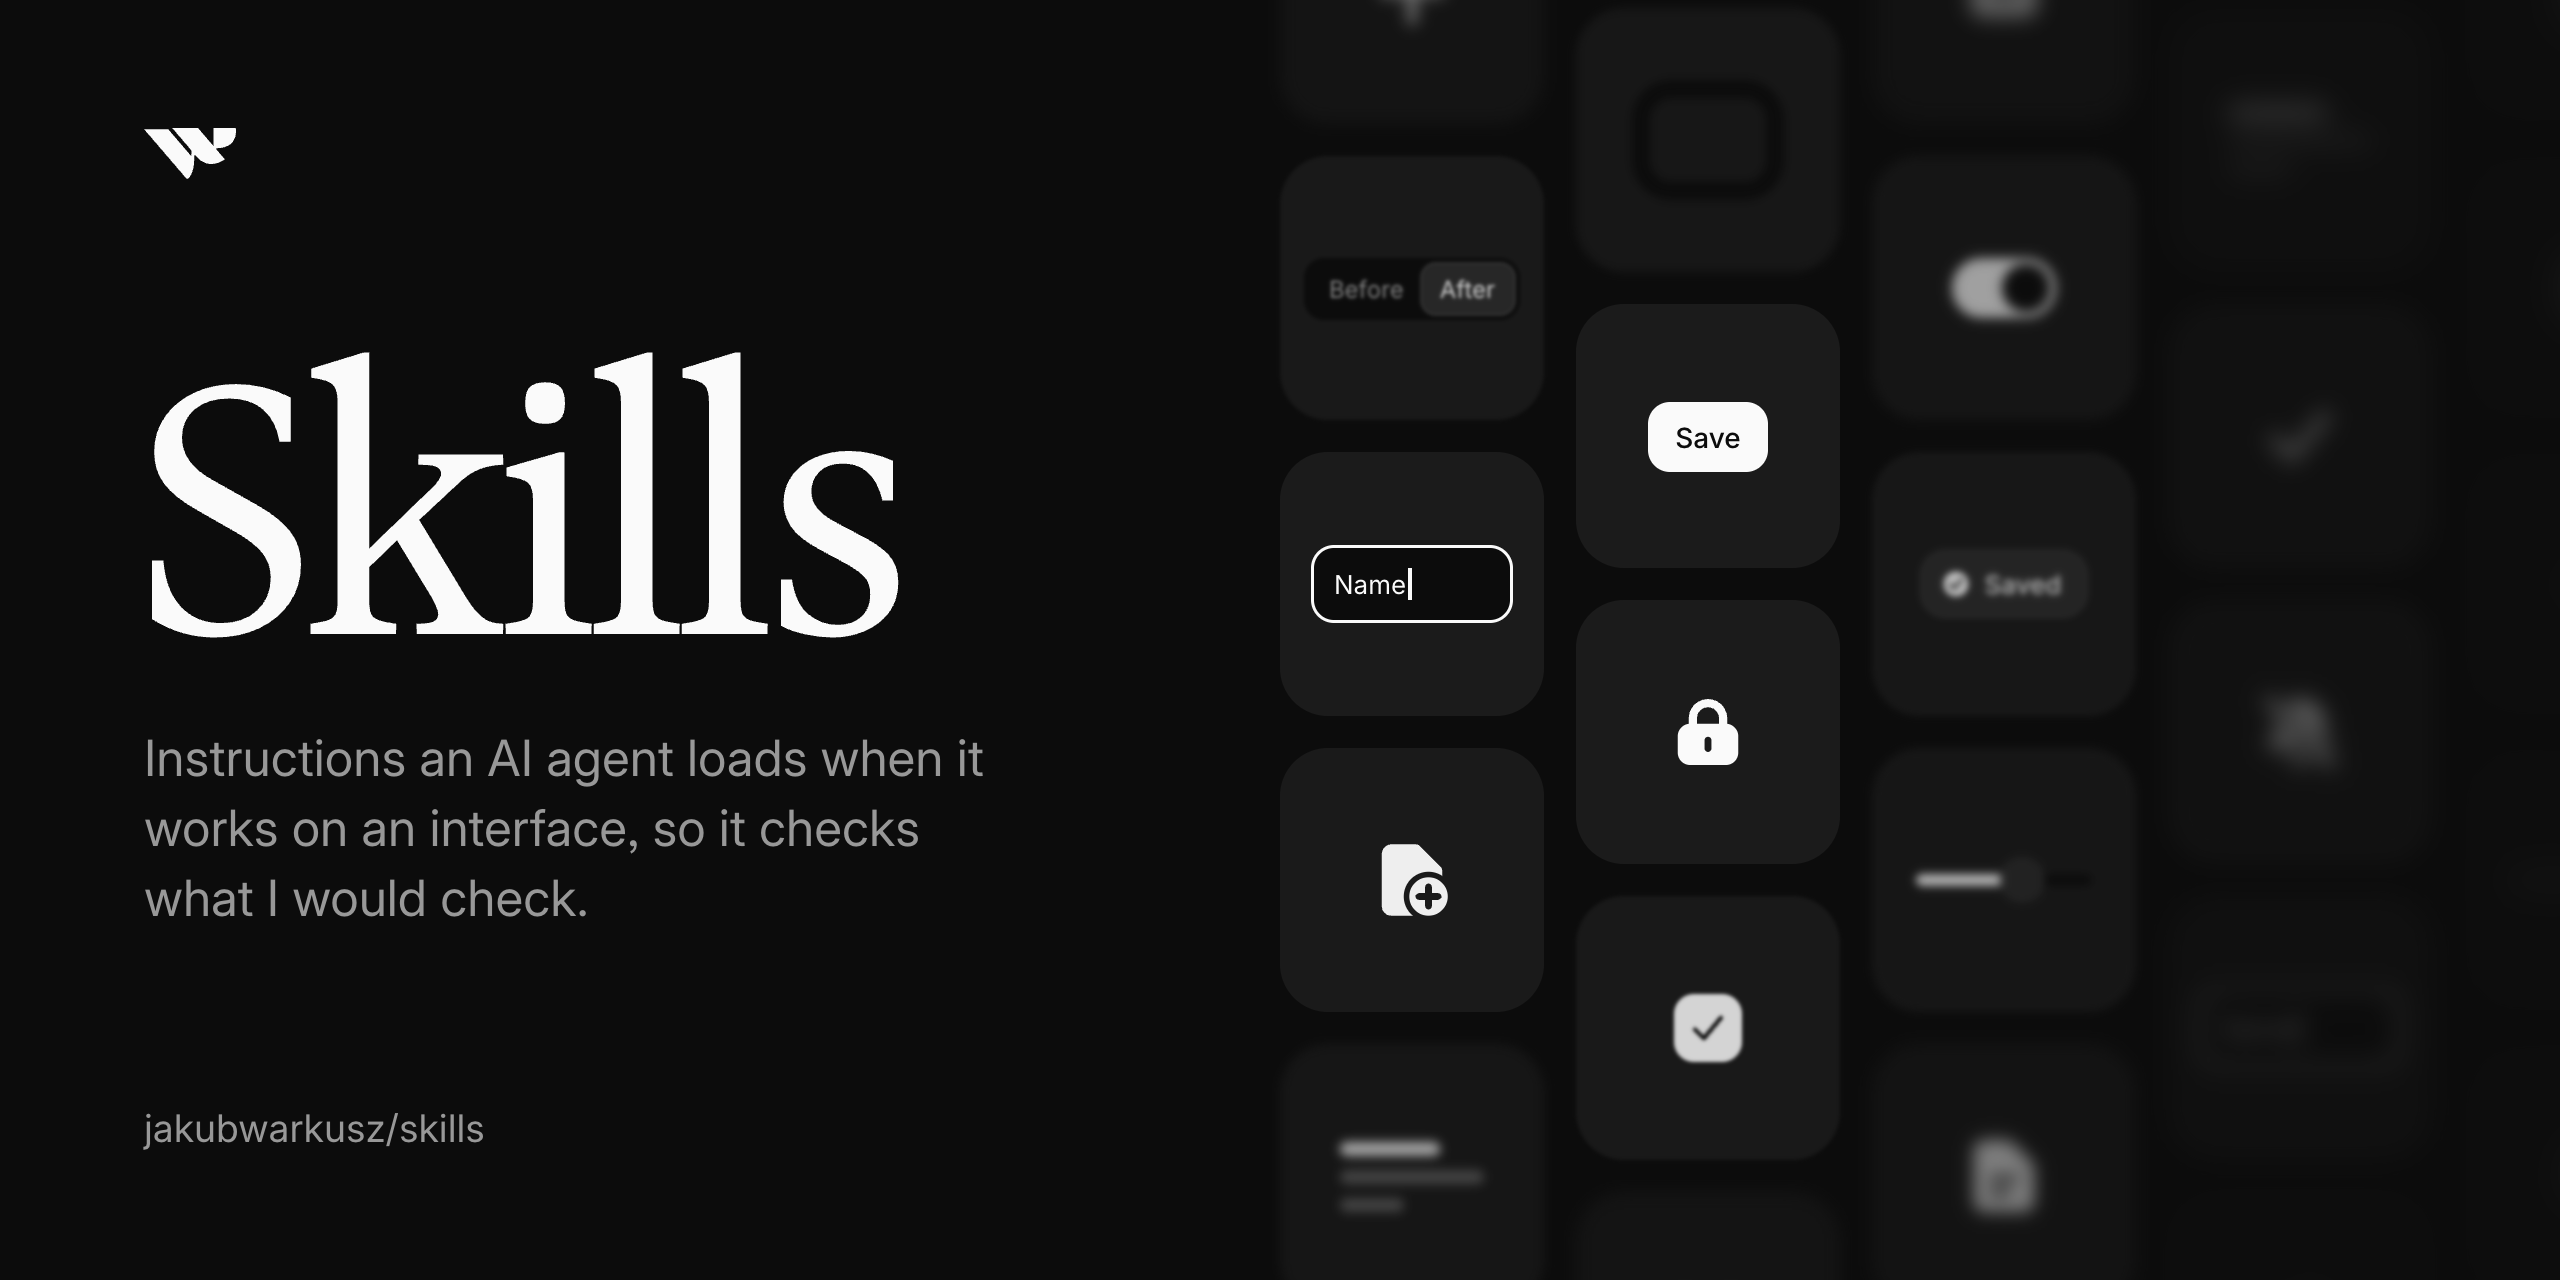 Skills
Instructions an AI agent loads when it
works on an interface, so it checks
what I would check.
jakubwarkusz/skills
Before After
Name
Save
Saved